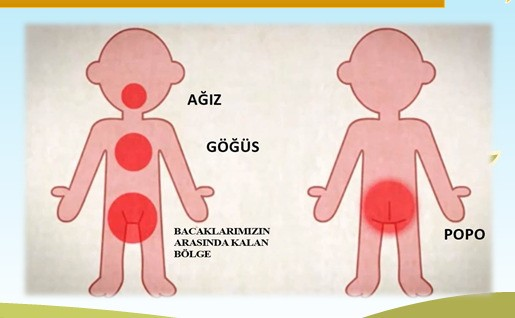 AĞIZ
GÖĞÜS
BACAKLARIMIZIN
ARASINDA KALAN
BÖLGE
POPO